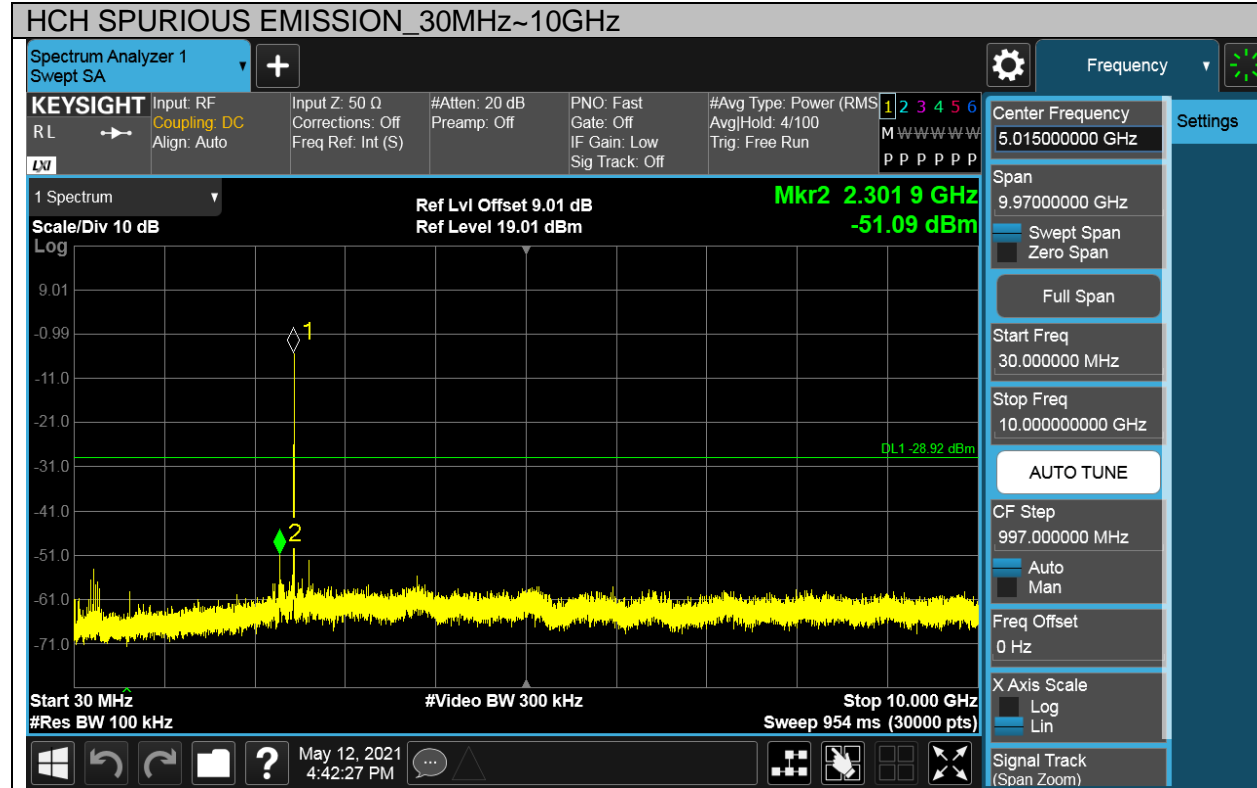 HCH SPURIOUS EMISSION_30MHz~10GHz
Spectrum Analyzer 1
Swept SA
Frequency
KEYSIGHT
RL
LXI
Input: RF
Coupling: DC
Align: Auto
Input Z: 50 Ω
Corrections: Off
Freq Ref: Int (S)
#Atten: 20 dB
Preamp: Off
PNO: Fast
Gate: Off
IF Gain: Low
Sig Track: Off
#Avg Type: Power (RMS
Avg|Hold: 4/100
Trig: Free Run
1 2 3 4 5 6
M W W W W W
P P P P P P
Center Frequency
5.015000000 GHz
Settings
1 Spectrum
Ref Lvl Offset 9.01 dB
Mkr2 2.301 9 GHz
Scale/Div 10 dB
Ref Level 19.01 dBm
-51.09 dBm
Log
9.01
-0.99
-11.0
-21.0
-31.0
-41.0
-51.0
-61.0
-71.0
1
2
DL1 -28.92 dBm
Start 30 MHz
#Video BW 300 kHz
Stop 10.000 GHz
#Res BW 100 kHz
Sweep 954 ms (30000 pts)
Span
9.97000000 GHz
Swept Span
Zero Span
Full Span
Start Freq
30.000000 MHz
Stop Freq
10.000000000 GHz
AUTO TUNE
CF Step
997.000000 MHz
Auto
Man
Freq Offset
0 Hz
X Axis Scale
Log
Lin
Signal Track
(Span Zoom)
?
May 12, 2021
4:42:27 PM